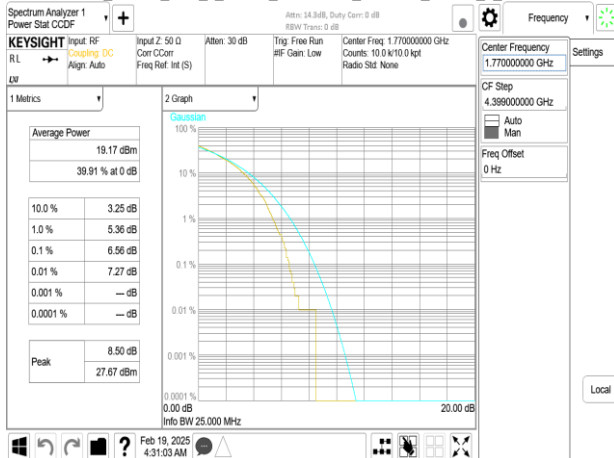 Spectrum Analyzer 1
Power Stat CCDF
Attn: 14.3dB, Duty Corr: 0 dB
RBW Trans: 0 dB
Frequency
KEYSIGHT
RL
LXI
Input: RF
Coupling: DC
Align: Auto
Input Z: 50 Ω
Corr CCorr
Freq Ref: Int (S)
Atten: 30 dB
Trig: Free Run
#IF Gain: Low
Center Freq: 1.770000000 GHz
Counts: 10.0 k/10.0 kpt
Radio Std: None
Center Frequency
1.770000000 GHz
Settings
CF Step
4.399000000 GHz
Auto
Man
Freq Offset
0 Hz
Local
1 Metrics
Average Power
19.17 dBm
39.91 % at 0 dB
10.0 % 3.25 dB
1.0 % 5.36 dB
0.1 % 6.56 dB
0.01 % 7.27 dB
0.001 % --- dB
0.0001 % --- dB
Peak
8.50 dB
27.67 dBm
2 Graph
Gaussian
100 %
10 %
1 %
0.1 %
0.01 %
0.001 %
0.0001 %
0.00 dB 20.00 dB
Info BW 25.000 MHz
Feb 19, 2025
4:31:03 AM